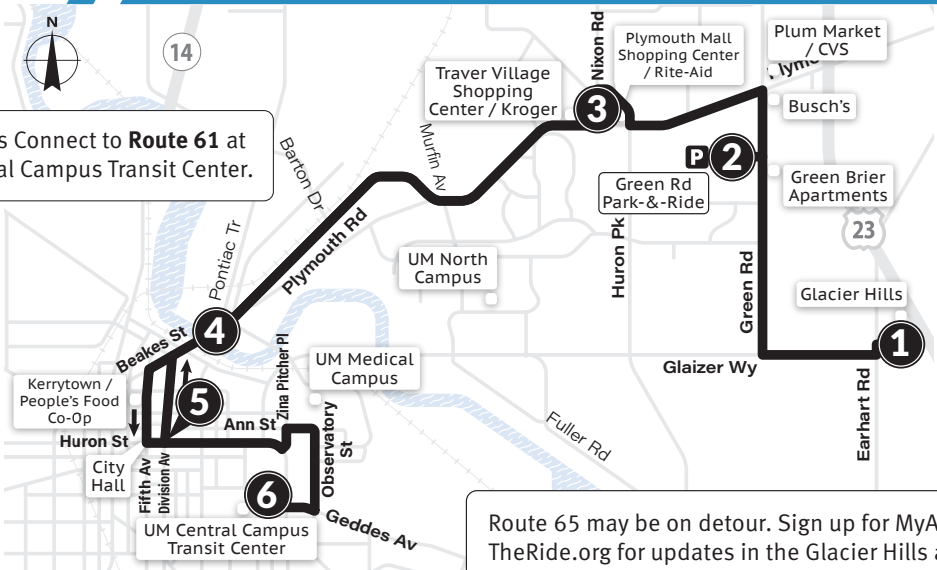 N
14
Nixon Rd
Plymouth Mall
Shopping Center
/ Rite-Aid
Plum Market
/ CVS
Traver Village
Shopping
Center / Kroger
3
Busch's
s Connect to Route 61 at
al Campus Transit Center.
Barton Dr
Murfin Av
P
2
Green Brier
Apartments
Green Rd
Park-&-Ride
23
Pontiac Tr
Plymouth Rd
UM North
Campus
Huron Pk
Green Rd
Glacier Hills
4
1
Beakes St
Zina Pitcher Pl
UM Medical
Campus
Glaizer Wy
Earhart Rd
Kerrytown /
People's Food
Co-Op
5
Ann St
Observatory
St
Fuller Rd
Huron St
City
Hall
Fifth Av
Division Av
6
Geddes Av
UM Central Campus
Transit Center
Route 65 may be on detour. Sign up for MyA
TheRide.org for updates in the Glacier Hills a